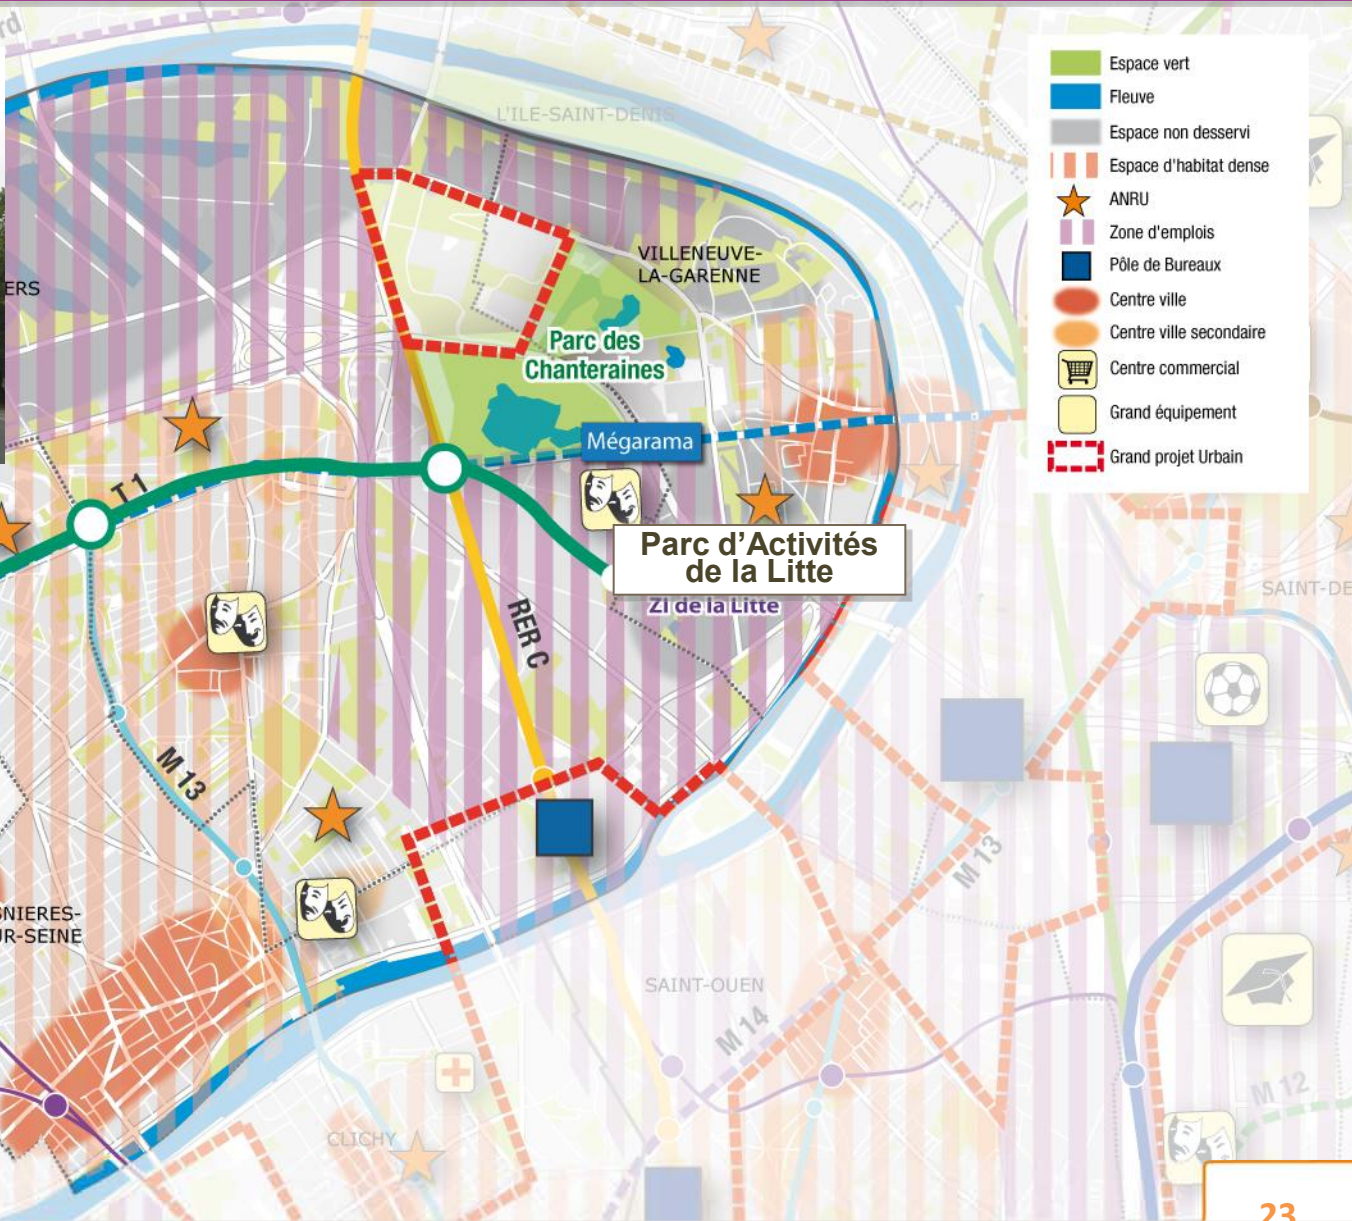 rd
L'ILE-SAINT-DENIS
Espace vert
Fleuve
Espace non desservi
Espace d'habitat dense
ANRU
Zone d'emplois
Pôle de Bureaux
Centre ville
Centre ville secondaire
Centre commercial
Grand équipement
Grand projet Urbain
ERS
VILLENEUVE-
LA-GARENNE
Parc des
Chanteraines
Mégarama
T 1
Parc d'Activités
de la Litte
ZI de la Litte
SAINT-DE
RER C
M 13
M 13
SNIERES-
UR-SEINE
SAINT-OUEN
M 14
M 12
CLICHY
23